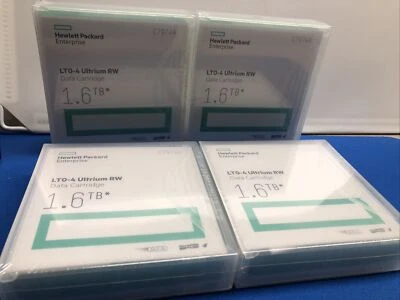 Hewlett Packard
Enterprise
C7974A
LTO-4 Ultrium RW
Data Cartridge
1.6TB*
Hewlett Packard
Enterprise
C7974A
LTO-4 Ultrium RW
Data Cartridge
1.6TB*
Hewlett Packard
Enterprise
LTO-4 Ultrium RW
Data Cartridge
1.6TB*
Hewlett Packard
Enterprise
LTO-4 Ultrium RW
Data Cartridge
1.6TB*